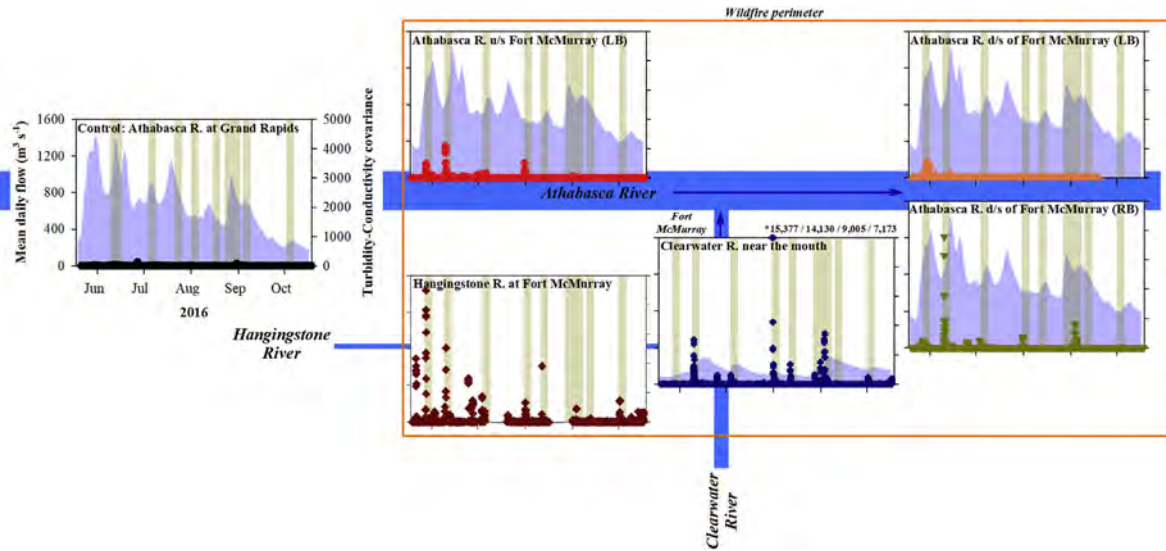 Wildfire perimeter
Athabasca R. u/s Fort McMurray (LB)
Athabasca R. d/s of Fort McMurray (LB)
Control: Athabasca R. at Grand Rapids
Mean daily flow (m³ s⁻¹)
1600
1200
800
400
0
5000
4000
3000
2000
1000
0
Turbidity-Conductivity covariance
Jun Jul Aug Sep Oct
2016
Athabasca River
Fort
McMurray
*15,377 / 14,130 / 9,005 / 7,173
Athabasca R. d/s of Fort McMurray (RB)
Clearwater R. near the mouth
Hangingstone R. at Fort McMurray
Hangingstone
River
Clearwater
River